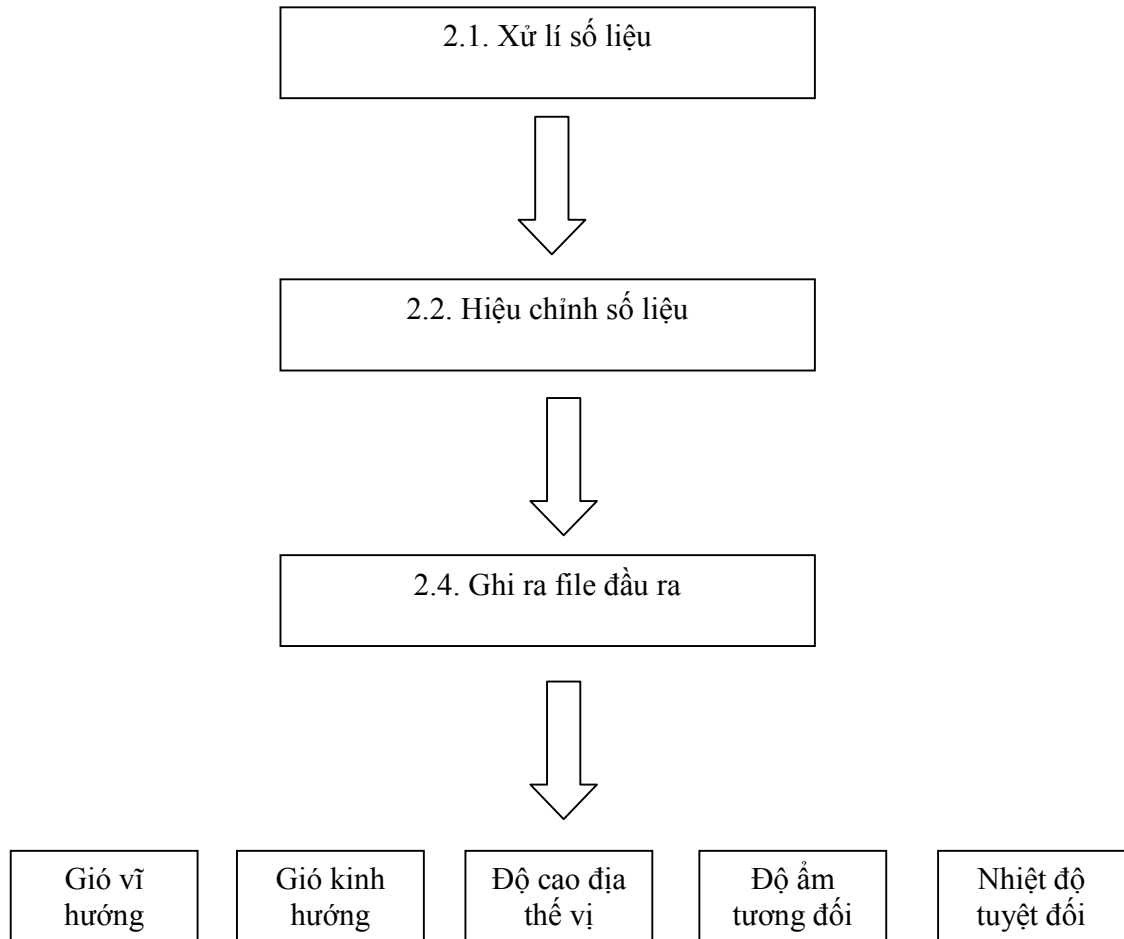 2.1. Xử lí số liệu
2.2. Hiệu chỉnh số liệu
2.4. Ghi ra file đầu ra
Gió vĩ
hướng
Gió kinh
hướng
Độ cao địa
thế vị
Độ ẩm
tương đối
Nhiệt độ
tuyệt đối